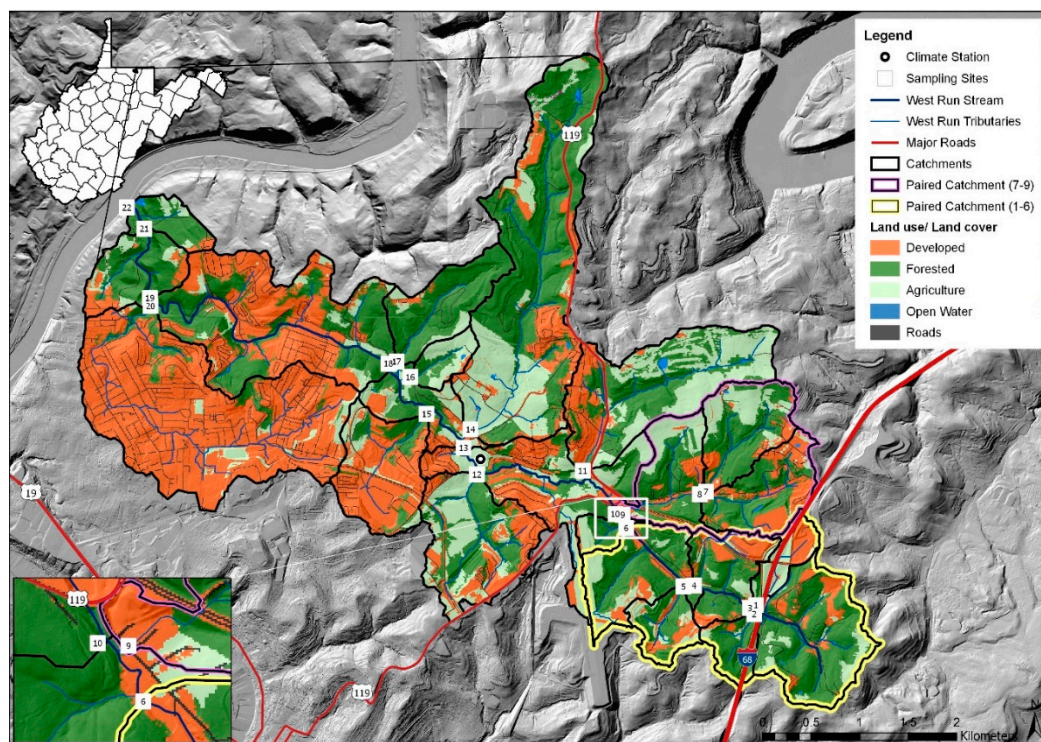 Legend
Climate Station
Sampling Sites
West Run Stream
West Run Tributaries
Major Roads
Catchments
Paired Catchment (7-9)
Paired Catchment (1-6)
Land use/ Land cover
Developed
Forested
Agriculture
Open Water
Roads
119
22
21
19
20
18
17
16
15
14
13
12
11
8
7
10
9
6
5
4
3
1
2
19
68
119
119
10
9
6
0
0.5
1
1.5
2
Kilometers